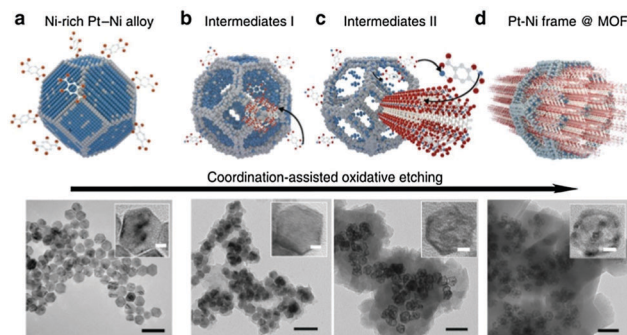 a Ni-rich Pt–Ni alloy
b Intermediates I
c Intermediates II
d Pt-Ni frame @ MOF
Coordination-assisted oxidative etching